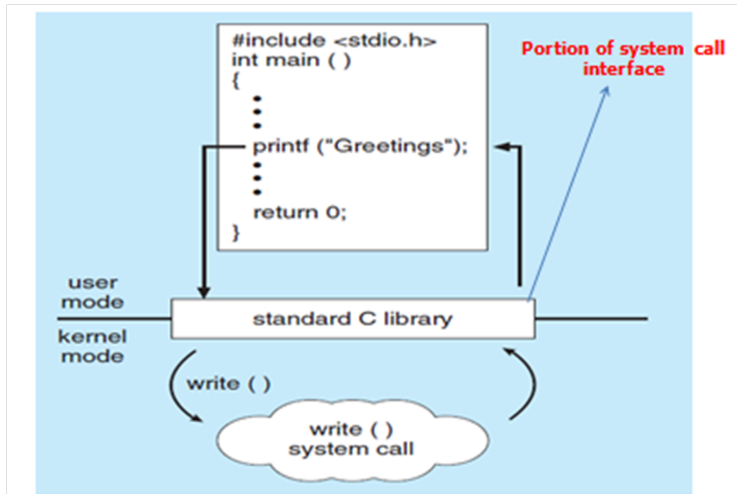 #include <stdio.h>
int main ( )
{
•
•
•
printf ("Greetings");
•
•
•
return 0;
}
Portion of system call
interface
user
mode
standard C library
kernel
mode
write ( )
write ( )
system call